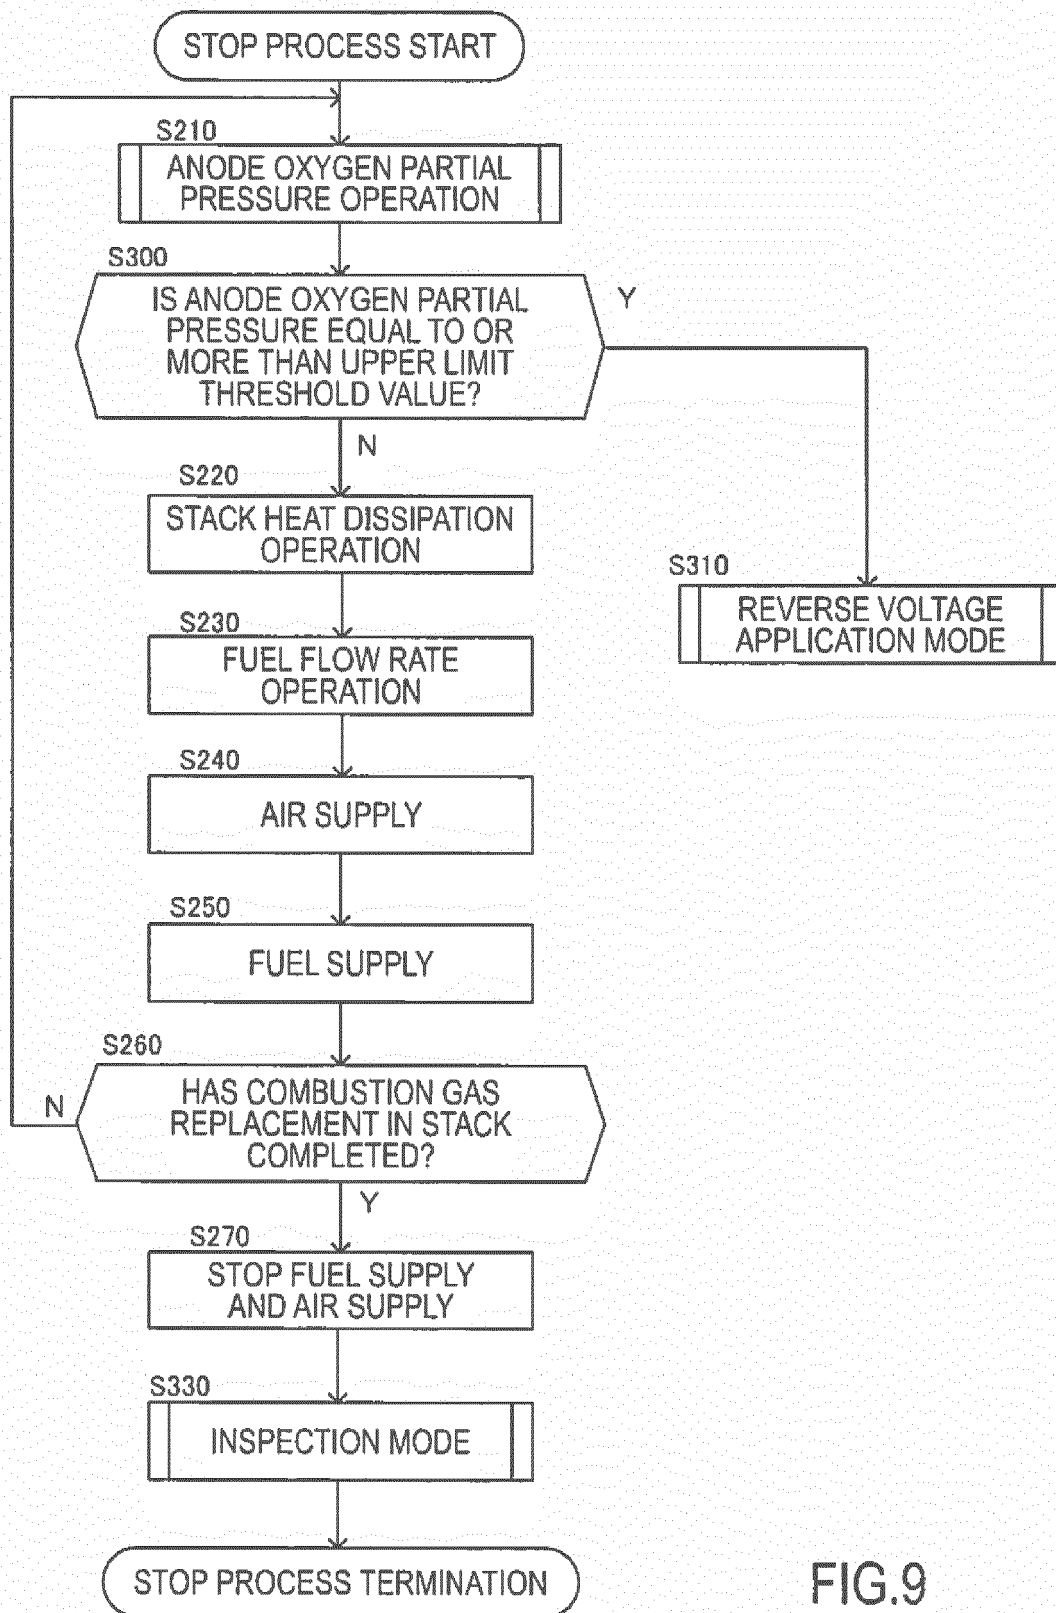 STOP PROCESS START
S210
ANODE OXYGEN PARTIAL
PRESSURE OPERATION
S300
IS ANODE OXYGEN PARTIAL
PRESSURE EQUAL TO OR
MORE THAN UPPER LIMIT
THRESHOLD VALUE?
Y
N
S220
STACK HEAT DISSIPATION
OPERATION
S310
REVERSE VOLTAGE
APPLICATION MODE
S230
FUEL FLOW RATE
OPERATION
S240
AIR SUPPLY
S250
FUEL SUPPLY
S260
HAS COMBUSTION GAS
REPLACEMENT IN STACK
COMPLETED?
N
Y
S270
STOP FUEL SUPPLY
AND AIR SUPPLY
S330
INSPECTION MODE
STOP PROCESS TERMINATION
FIG.9